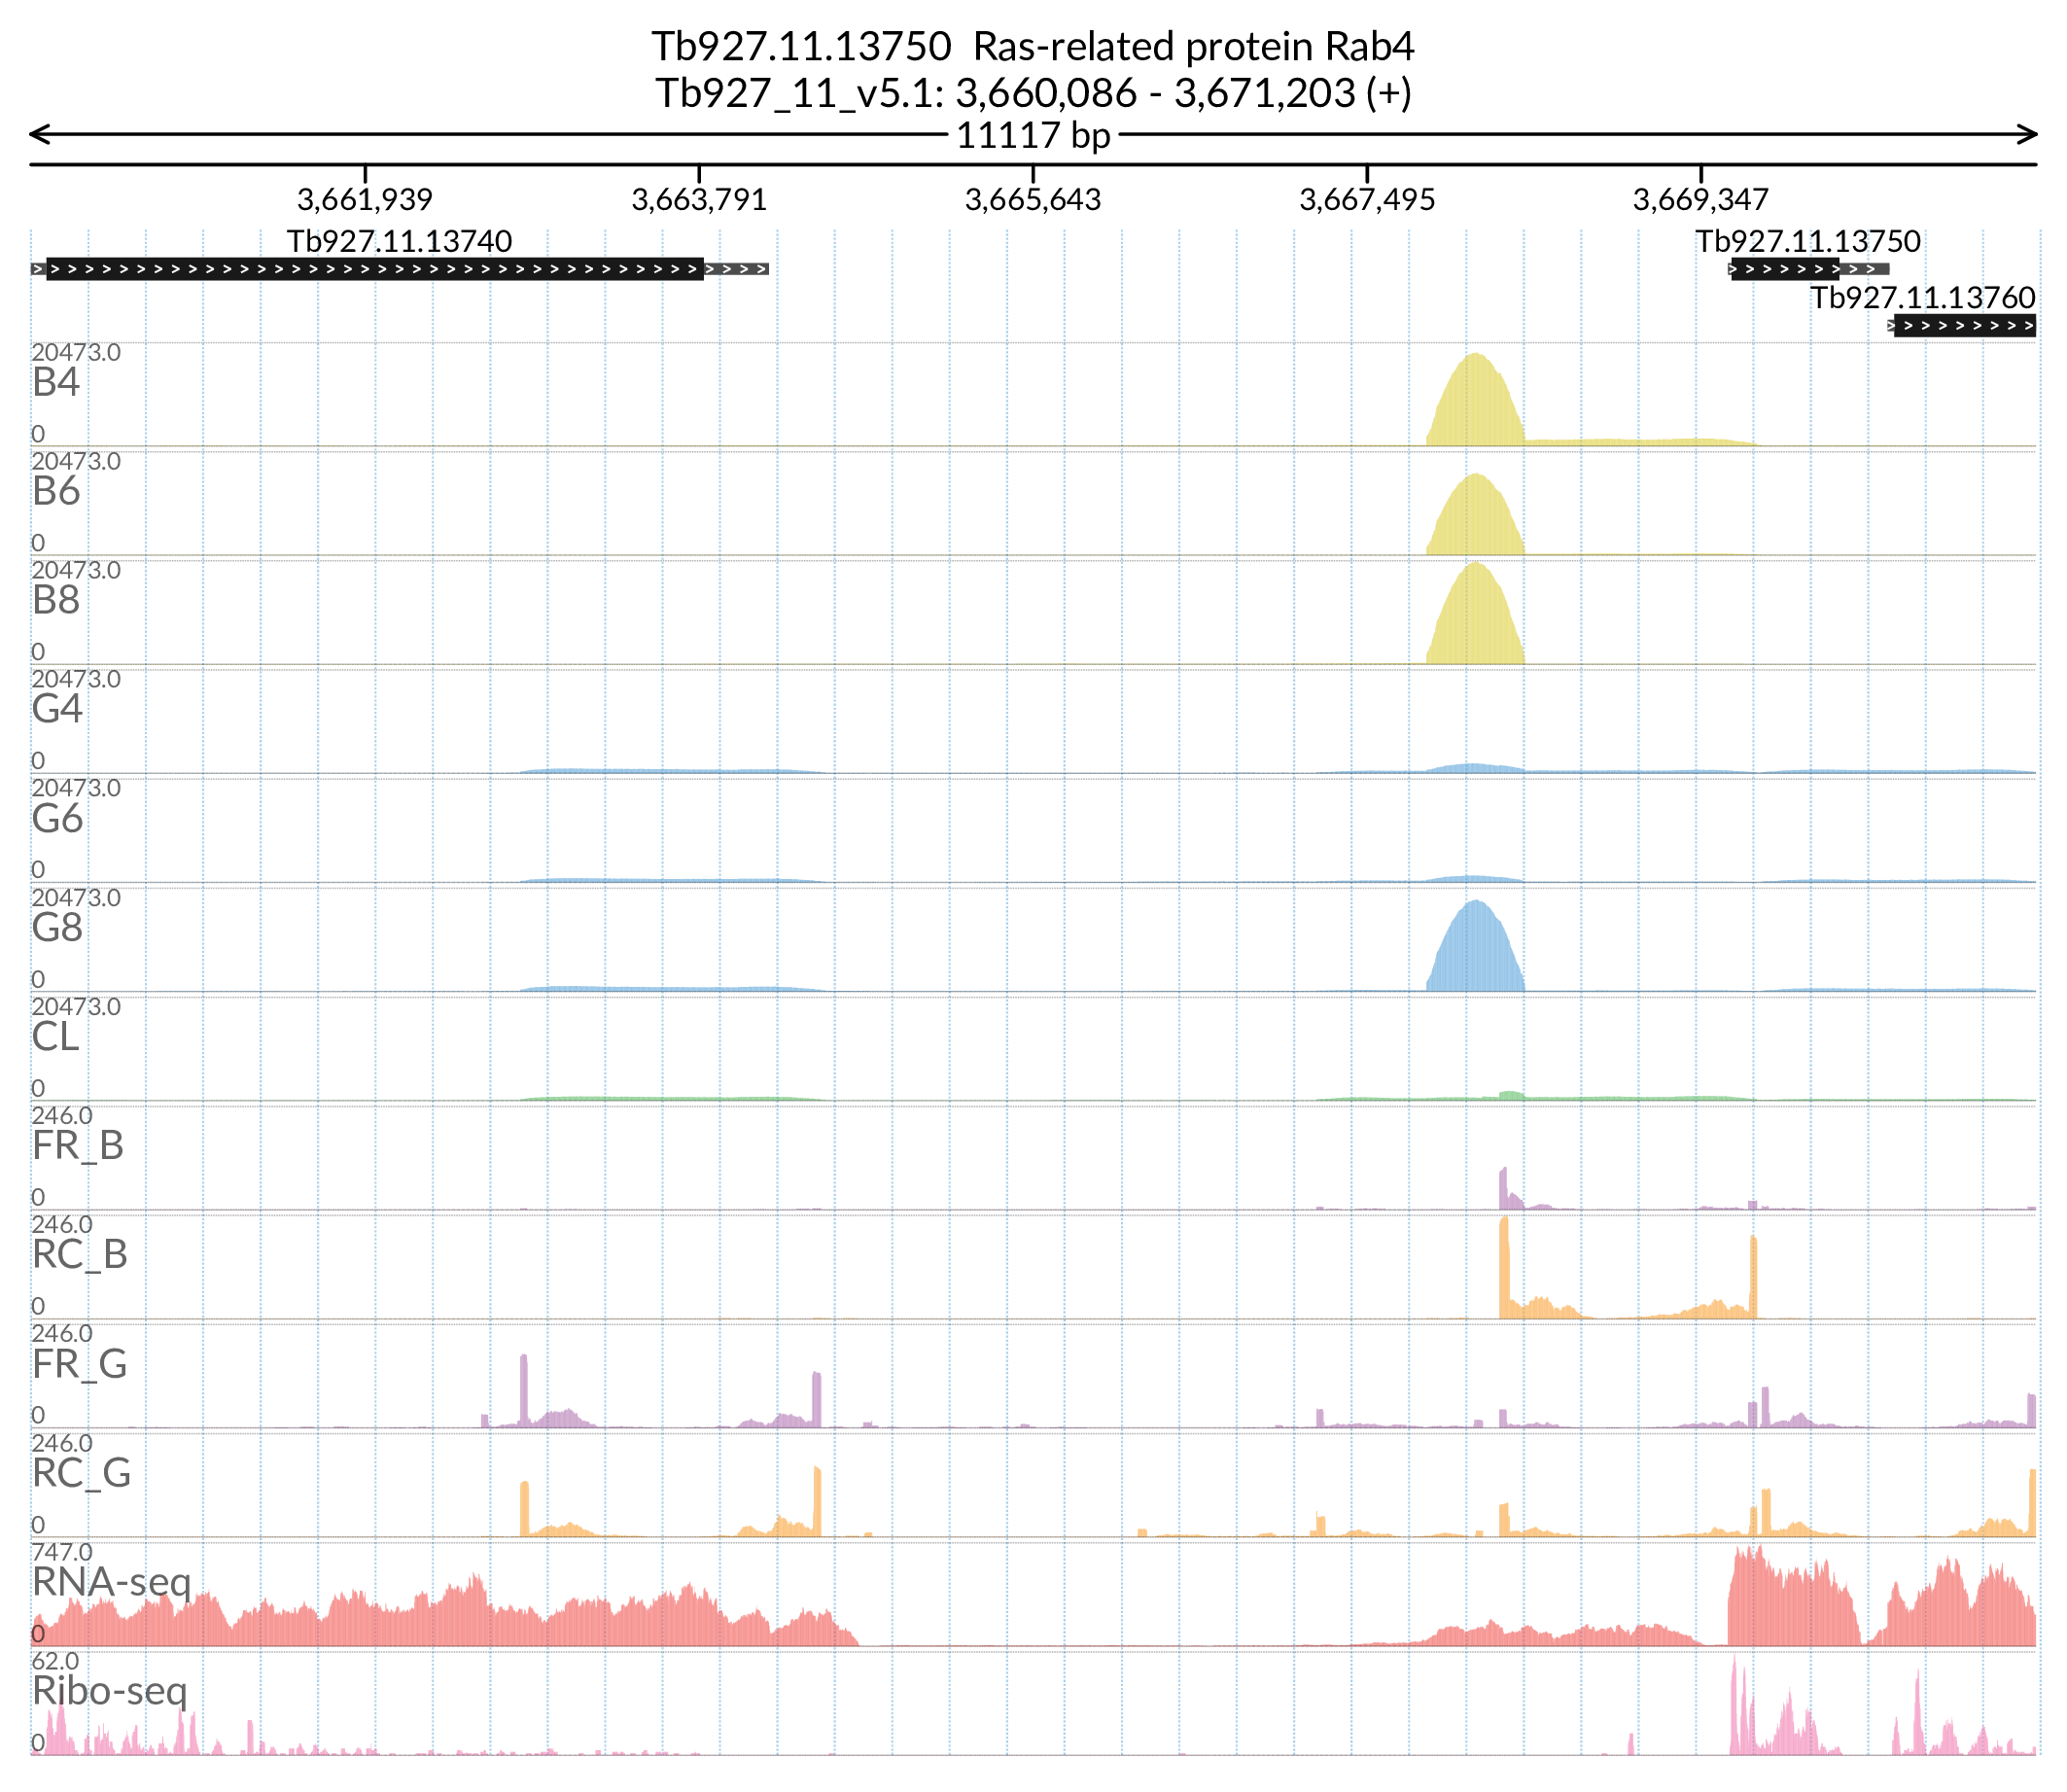 Tb927.11.13750  Ras-related protein Rab4
Tb927_11_v5.1: 3,660,086 - 3,671,203 (+)
11117 bp
3,661,939 3,663,791 3,665,643 3,667,495 3,669,347
Tb927.11.13740 Tb927.11.13750
Tb927.11.13760
20473.0
B4
0
20473.0
B6
0
20473.0
B8
0
20473.0
G4
0
20473.0
G6
0
20473.0
G8
0
20473.0
CL
0
246.0
FR_B
0
246.0
RC_B
0
246.0
FR_G
0
246.0
RC_G
0
747.0
RNA-seq
0
62.0
Ribo-seq
0